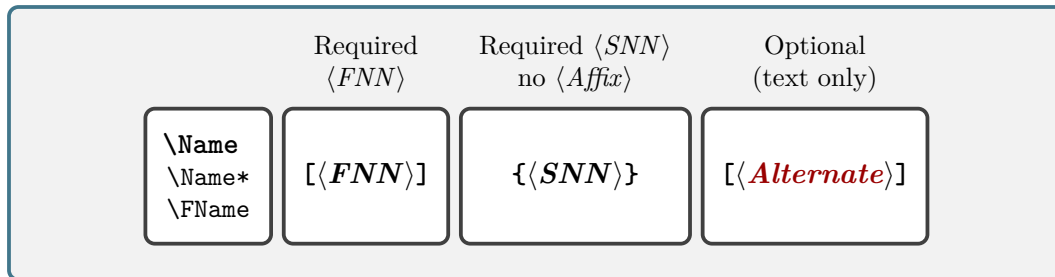 Required
⟨FNN⟩
Required ⟨SNN⟩
no ⟨Affix⟩
Optional
(text only)
\Name
\Name*
\FName
[⟨FNN⟩]
{⟨SNN⟩}
[⟨Alternate⟩]